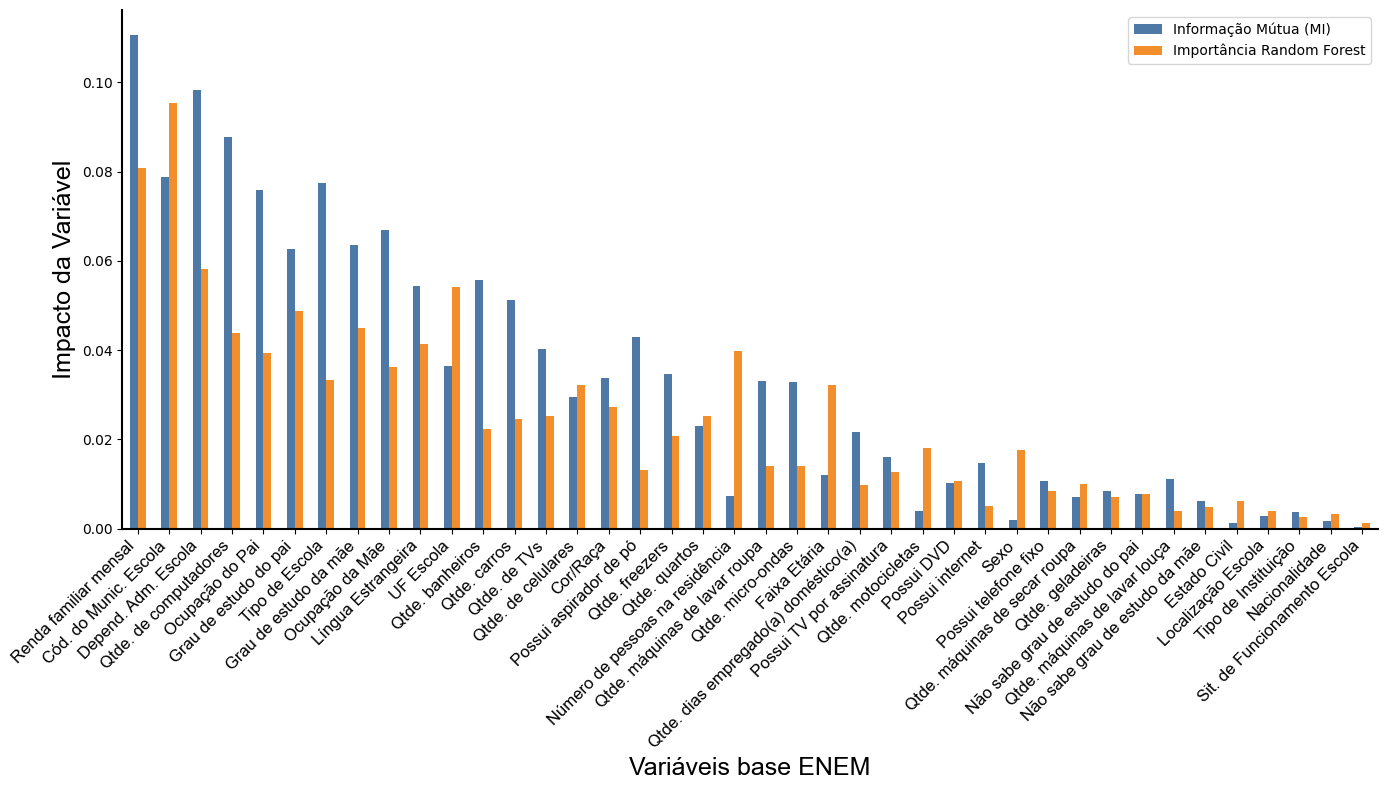 Informação Mútua (MI)
Importância Random Forest
Impacto da Variável
0.10
0.08
0.06
0.04
0.02
0.00
Renda familiar mensal
Cód. do Munic. Escola
Depend. Adm. Escola
Qtde. de computadores
Ocupação do Pai
Grau de estudo do pai
Tipo de Escola
Grau de estudo da mãe
Ocupação da Mãe
Língua Estrangeira
UF Escola
Qtde. banheiros
Qtde. carros
Qtde. de TVs
Qtde. de celulares
Cor/Raça
Possui aspirador de pó
Qtde. freezers
Qtde. quartos
Número de pessoas na residência
Qtde. máquinas de lavar roupa
Qtde. micro-ondas
Faixa Etária
Qtde. dias empregado(a) doméstico(a)
Possui TV por assinatura
Qtde. motocicletas
Possui DVD
Possui internet
Sexo
Possui telefone fixo
Qtde. máquinas de secar roupa
Qtde. geladeiras
Não sabe grau de estudo do pai
Qtde. máquinas de lavar louça
Não sabe grau de estudo da mãe
Estado Civil
Localização Escola
Tipo de Instituição
Nacionalidade
Sit. de Funcionamento Escola
Variáveis base ENEM